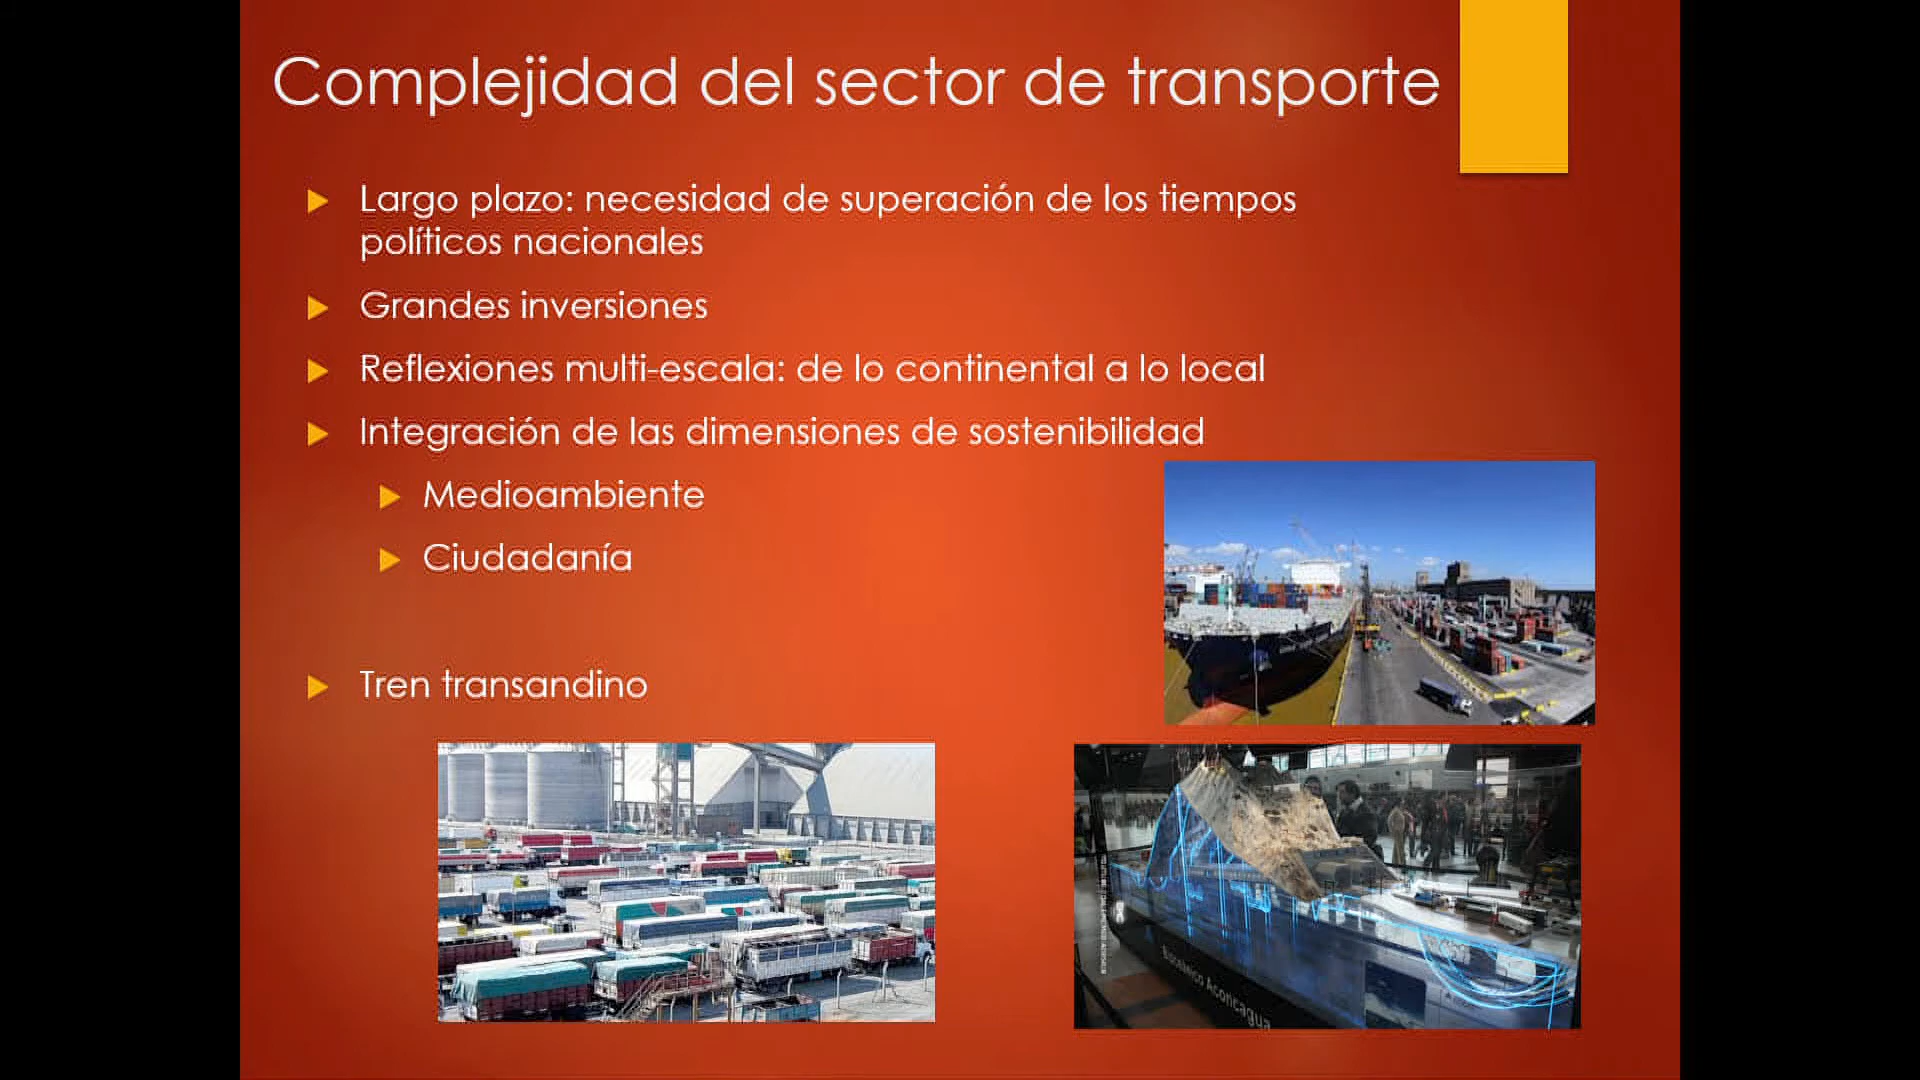 Complejidad del sector de transporte
Largo plazo: necesidad de superación de los tiempos
políticos nacionales
Grandes inversiones
Reflexiones multi-escala: de lo continental a lo local
Integración de las dimensiones de sostenibilidad
Medioambiente
Ciudadanía
Tren transandino
Bioceánico Aconcagua